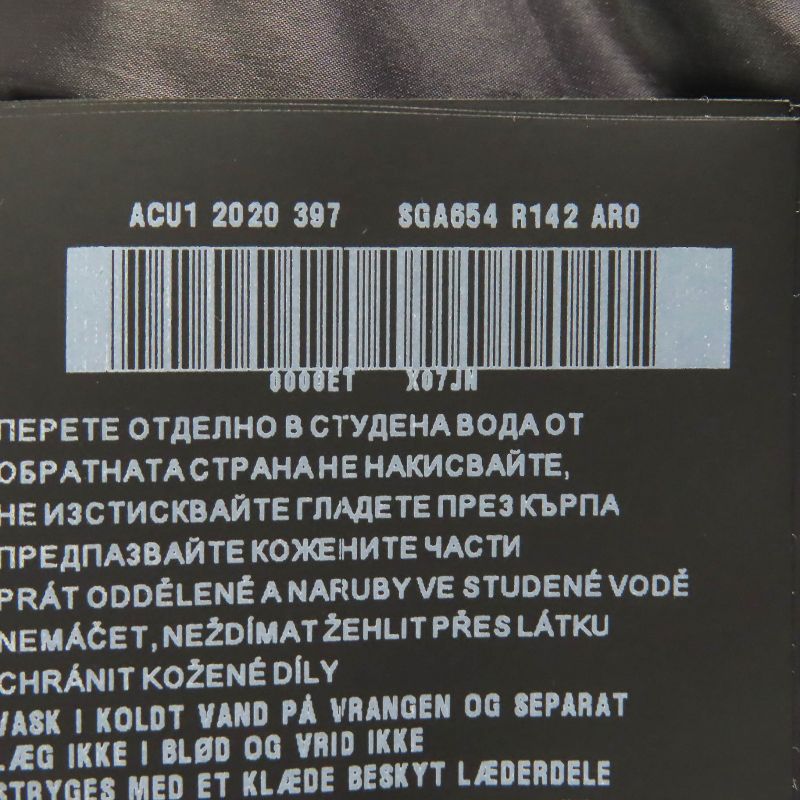 ACU1 2020 397 SGA654 R142 ARO
0000ET X07JN
ПЕРЕТЕ ОТДЕЛНО В СТУДЕНА ВОДА ОТ
ОБРАТНАТА СТРАНА НЕ НАКИСВАЙТЕ,
НЕ ИЗСТИСКВАЙТЕ ГЛАДЕТЕ ПРЕЗ КЪРПА
ПРЕДПАЗВАЙТЕ КОЖЕНИТЕ ЧАСТИ
PRÁT ODDĚLENĚ A NARUBY VE STUDENÉ VODĚ
NEMÁČET, NEŽDÍMAT ŽEHLIT PŘES LÁTKU
CHRÁNIT KOŽENÉ DÍLY
VASK I KOLDT VAND PÅ VRANGEN OG SEPARAT
LÆG IKKE I BLØD OG VRID IKKE
STRYGES MED ET KLÆDE BESKYT LÆDERDELE